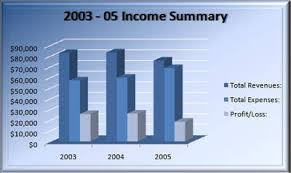 2003 - 05 Income Summary
$90,000
$80,000
$70,000
$60,000
$50,000
$40,000
$30,000
$20,000
$10,000
$0
2003 2004 2005
Total Revenues:
Total Expenses:
Profit/Loss: